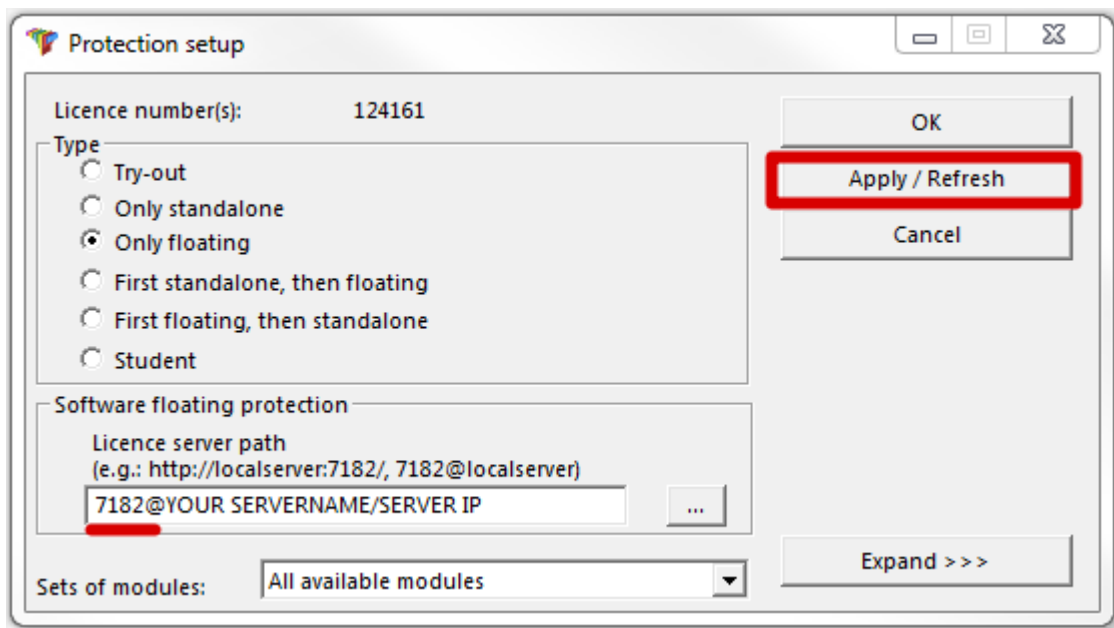 Protection setup
Licence number(s): 124161
OK
Type
Try-out
Apply / Refresh
Only standalone
Only floating
Cancel
First standalone, then floating
First floating, then standalone
Student
Software floating protection
Licence server path
(e.g.: http://localserver:7182/, 7182@localserver)
7182@YOUR SERVERNAME/SERVER IP
...
Expand >>>
Sets of modules: All available modules